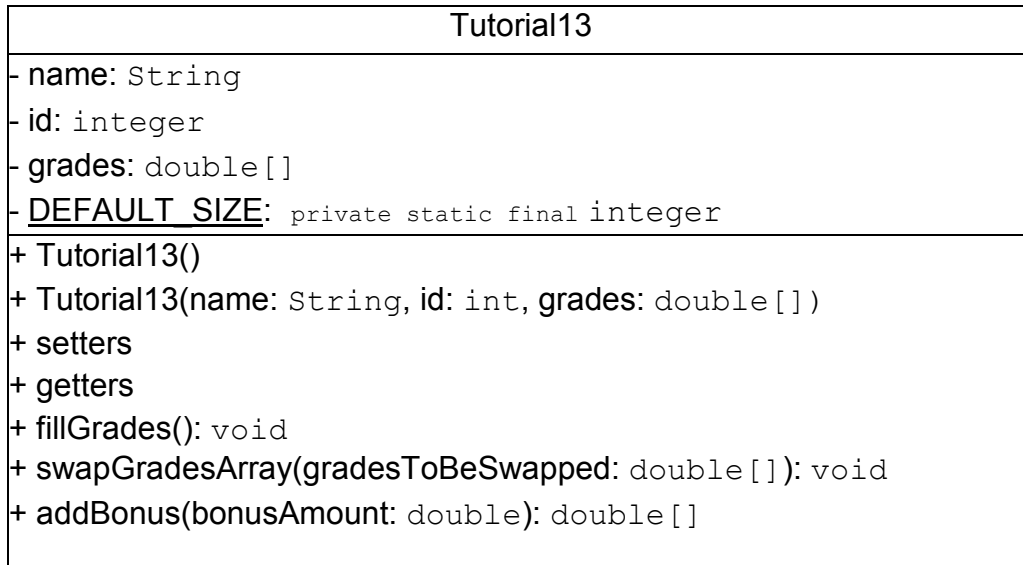 Tutorial13
- name: String
- id: integer
- grades: double[]
- DEFAULT_SIZE: private static final integer
+ Tutorial13()
+ Tutorial13(name: String, id: int, grades: double[])
+ setters
+ getters
+ fillGrades(): void
+ swapGradesArray(gradesToBeSwapped: double[]): void
+ addBonus(bonusAmount: double): double[]